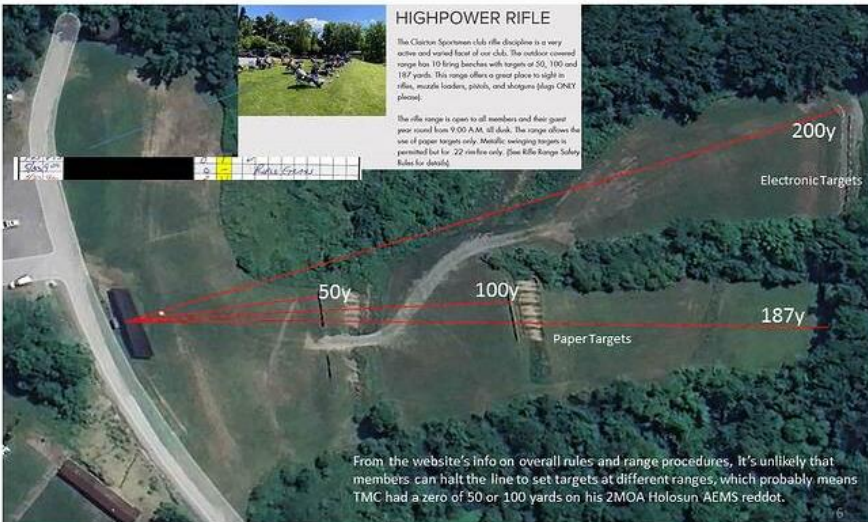 HIGHPOWER RIFLE
The Clairton Sportsmen club rifle discipline is a very
active and varied facet of our club. The outdoor covered
range has 10 firing benches with targets at 50, 100 and
187 yards. This range offers a great place to sight in
rifles, muzzle loaders, pistols, and shotguns (slugs ONLY
please).
The rifle range is open to all members and their guest
year round from 9:00 A.M. till dusk. The range allows the
use of paper targets only. Metallic swinging targets is
permitted but for .22 rimfire only. (See Rifle Range Safety
Rules for details).
200y
Electronic Targets
50y
100y
187y
Paper Targets
From the website's info on overall rules and range procedures, it's unlikely that
members can halt the line to set targets at different ranges, which probably means
TMC had a zero of 50 or 100 yards on his 2MOA Holosun AEMS reddot.
6